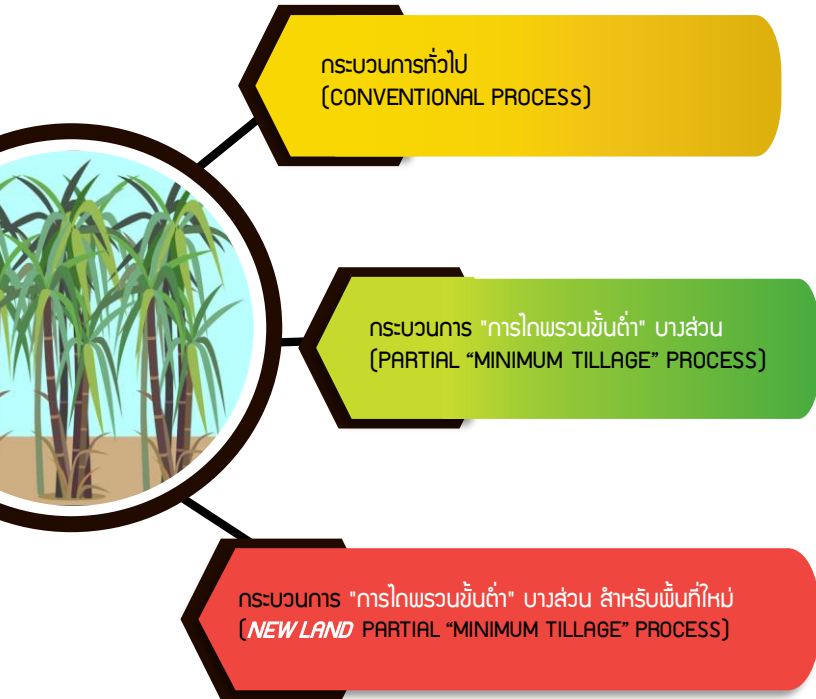 กระบวนการทั่วไป
(CONVENTIONAL PROCESS)
กระบวนการ "การไถพรวนขั้นต่ำ" บางส่วน
(PARTIAL “MINIMUM TILLAGE” PROCESS)
กระบวนการ "การไถพรวนขั้นต่ำ" บางส่วน สำหรับพื้นที่ใหม่
(NEW LAND PARTIAL “MINIMUM TILLAGE” PROCESS)